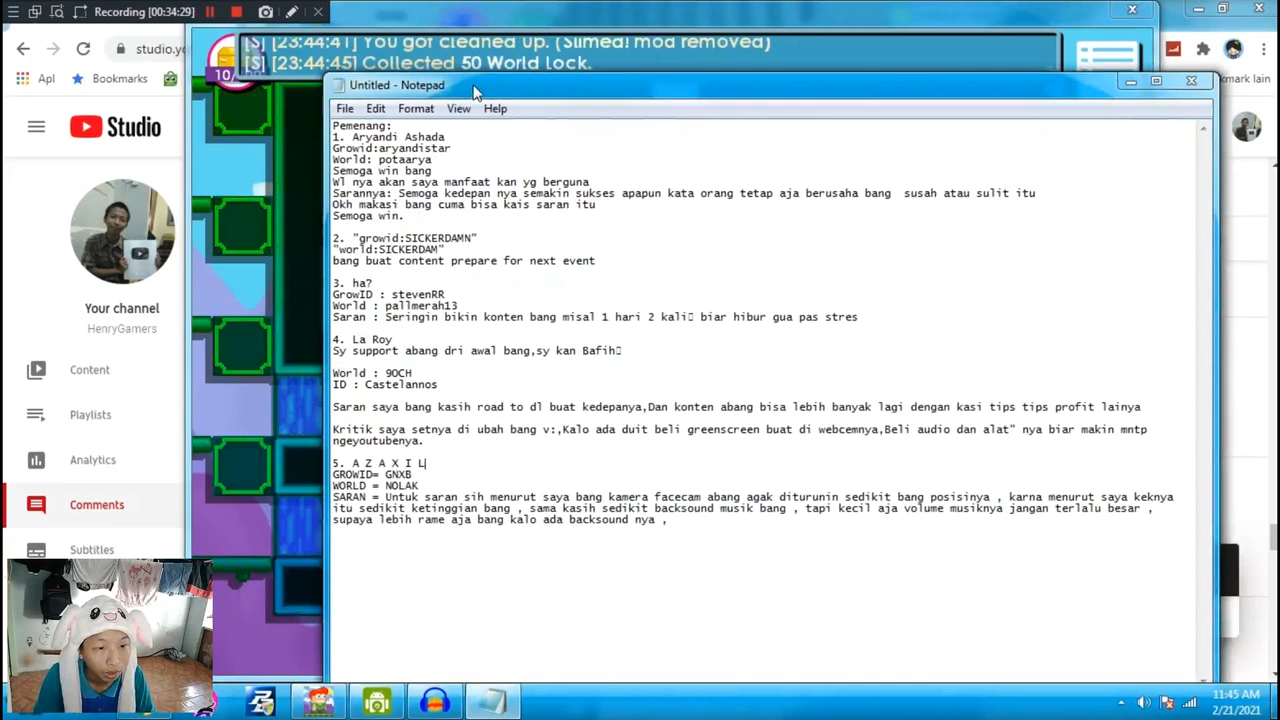 Recording [00:34:29]
studio.yo
Apl
Bookmarks
kmark lain
10/
[S] [23:44:41] You got cleaned up. (Slimed! mod removed)
[S] [23:44:45] Collected 50 World Lock.
Studio
Your channel
HenryGamers
Content
Playlists
Analytics
Comments
Subtitles
Untitled - Notepad
File Edit Format View Help
Pemenang:
1. Aryandi Ashada
Growid:aryandistar
World: potaarya
Semoga win bang
Wl nya akan saya manfaat kan yg berguna
Sarannya: Semoga kedepan nya semakin sukses apapun kata orang tetap aja berusaha bang  susah atau sulit itu
Okh makasi bang cuma bisa kais saran itu
Semoga win.
2. "growid:SICKERDAMN"
"world:SICKERDAM"
bang buat content prepare for next event
3. ha?
GrowID : stevenRR
World : pallmerah13
Saran : Seringin bikin konten bang misal 1 hari 2 kali biar hibur gua pas stres
4. La Roy
Sy support abang dri awal bang,sy kan Bafih
World : 9OCH
ID : Castelannos
Saran saya bang kasih road to dl buat kedepanya,Dan konten abang bisa lebih banyak lagi dengan kasi tips tips profit lainya
Kritik saya setnya di ubah bang v:,Kalo ada duit beli greenscreen buat di webcemnya,Beli audio dan alat" nya biar makin mntp
ngeyoutubenya.
5. A Z A X I L
GROWID= GNXB
WORLD = NOLAK
SARAN = Untuk saran sih menurut saya bang kamera facecam abang agak diturunin sedikit bang posisinya , karna menurut saya keknya
itu sedikit ketinggian bang , sama kasih sedikit backsound musik bang , tapi kecil aja volume musiknya jangan terlalu besar ,
supaya lebih rame aja bang kalo ada backsound nya ,
11:45 AM
2/21/2021